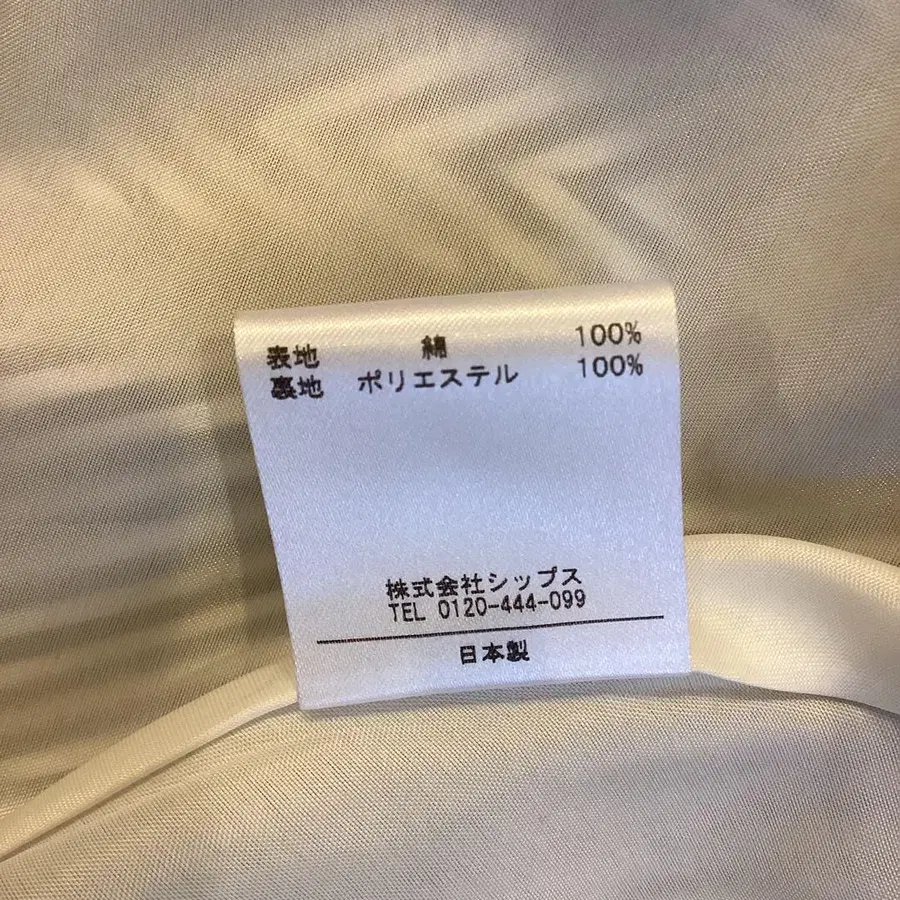 表地 綿 100%
裏地 ポリエステル 100%
株式会社シップス
TEL 0120-444-099
日本製